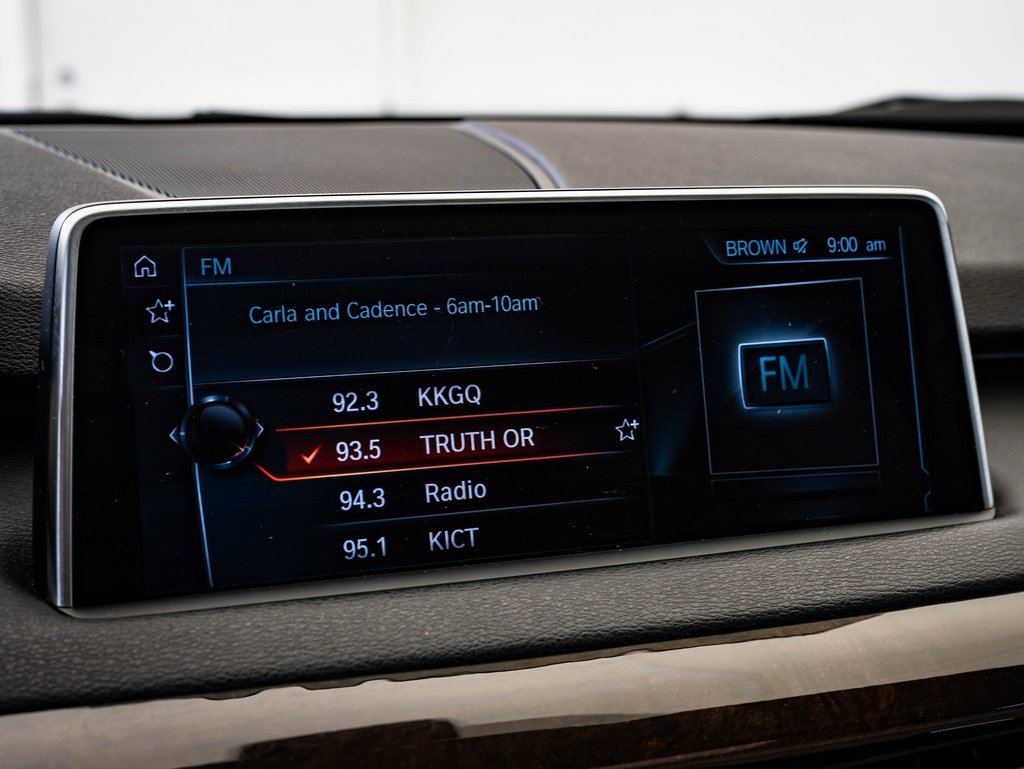 FM
BROWN 9:00 am
Carla and Cadence - 6am-10am
FM
92.3 KKGQ
93.5 TRUTH OR
94.3 Radio
95.1 KICT